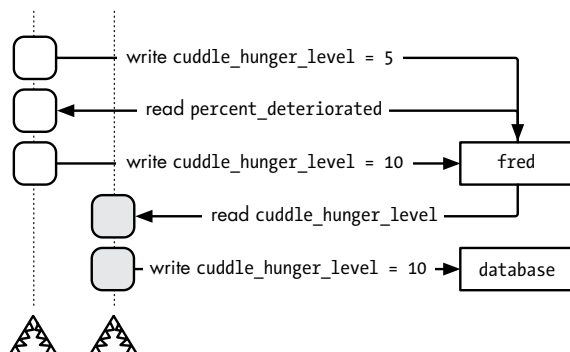 write cuddle_hunger_level = 5
read percent_deteriorated
write cuddle_hunger_level = 10
fred
read cuddle_hunger_level
write cuddle_hunger_level = 10
database